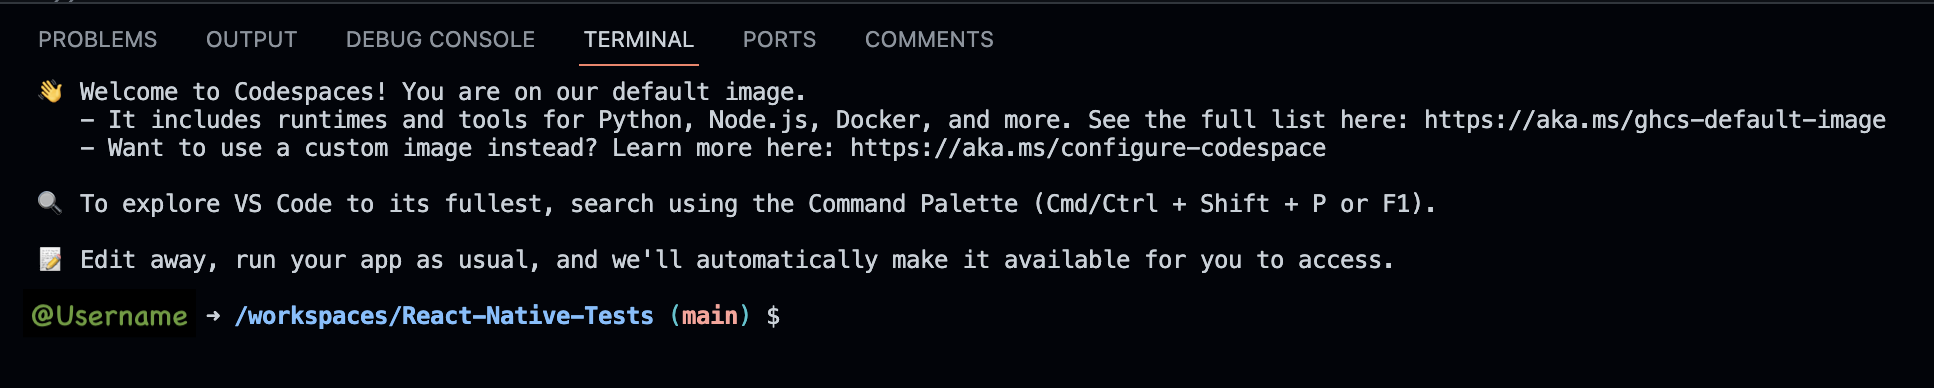 PROBLEMS OUTPUT DEBUG CONSOLE TERMINAL PORTS COMMENTS
👋 Welcome to Codespaces! You are on our default image.
- It includes runtimes and tools for Python, Node.js, Docker, and more. See the full list here: https://aka.ms/ghcs-default-image
- Want to use a custom image instead? Learn more here: https://aka.ms/configure-codespace
🔍 To explore VS Code to its fullest, search using the Command Palette (Cmd/Ctrl + Shift + P or F1).
📝 Edit away, run your app as usual, and we'll automatically make it available for you to access.
@Username → /workspaces/React-Native-Tests (main) $